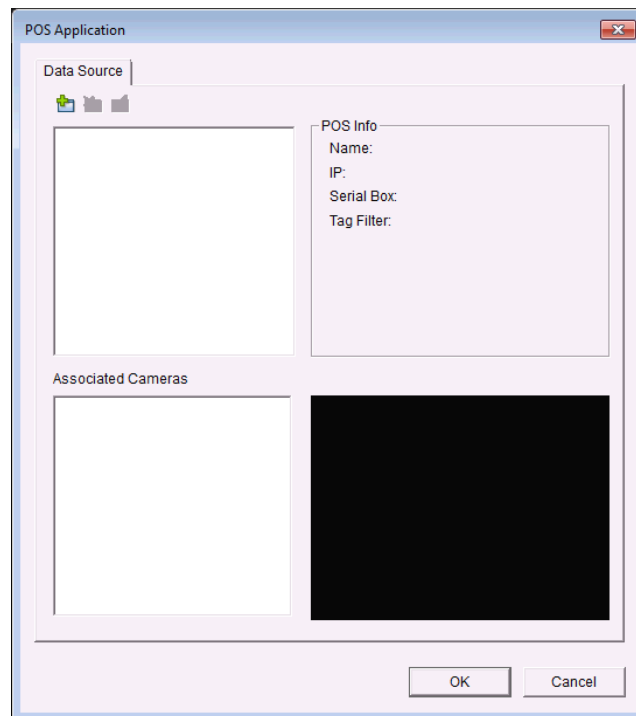 POS Application
Data Source
POS Info
Name:
IP:
Serial Box:
Tag Filter:
Associated Cameras
OK
Cancel